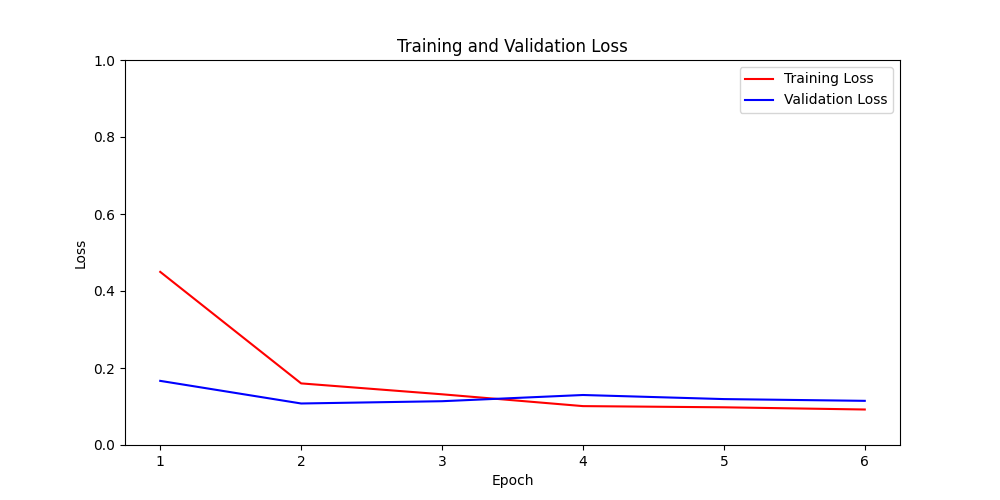 Training and Validation Loss
Training Loss
Validation Loss
1.0
0.8
0.6
0.4
0.2
0.0
Loss
1 2 3 4 5 6
Epoch